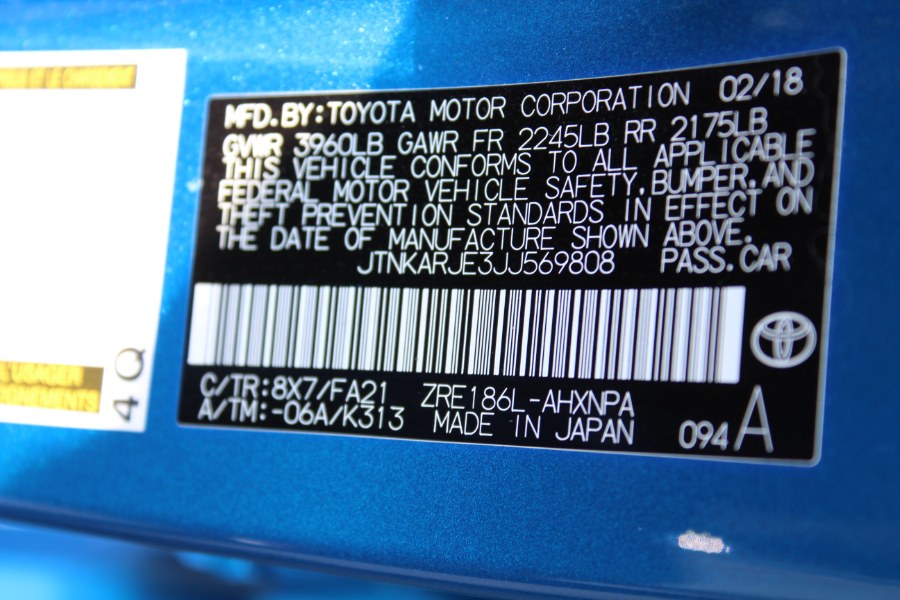 MFD. BY: TOYOTA MOTOR CORPORATION 02/18
GVWR 3960LB GAWR FR 2245LB RR 2175LB
THIS VEHICLE CONFORMS TO ALL APPLICABLE
FEDERAL MOTOR VEHICLE SAFETY, BUMPER, AND
THEFT PREVENTION STANDARDS IN EFFECT ON
THE DATE OF MANUFACTURE SHOWN ABOVE.
JTNKARJE3JJ569808 PASS. CAR
C/TR: 8X7/FA21 ZRE186L-AHXNPA
A/TM: -06A/K313 MADE IN JAPAN
094 A
4 Q